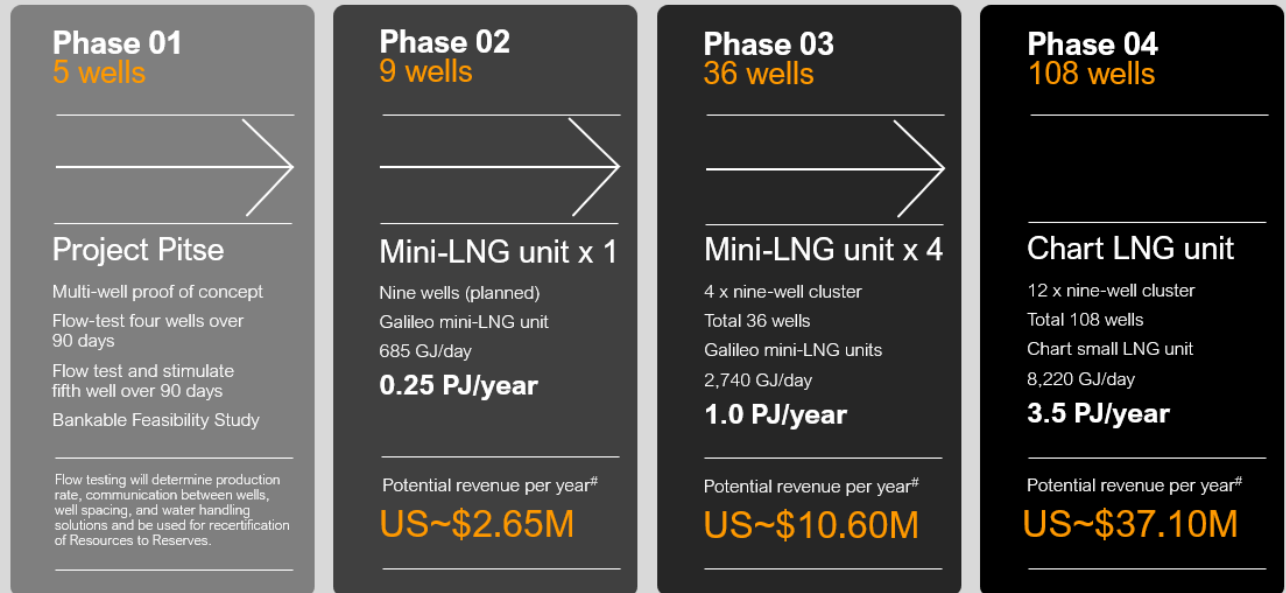 Phase 01
5 wells
Project Pitse
Multi-well proof of concept
Flow-test four wells over
90 days
Flow test and stimulate
fifth well over 90 days
Bankable Feasibility Study
Flow testing will determine production
rate, communication between wells,
well spacing, and water handling
solutions and be used for recertification
of Resources to Reserves.
Phase 02
9 wells
Mini-LNG unit x 1
Nine wells (planned)
Galileo mini-LNG unit
685 GJ/day
0.25 PJ/year
Potential revenue per year#
US~$2.65M
Phase 03
36 wells
Mini-LNG unit x 4
4 x nine-well cluster
Total 36 wells
Galileo mini-LNG units
2,740 GJ/day
1.0 PJ/year
Potential revenue per year#
US~$10.60M
Phase 04
108 wells
Chart LNG unit
12 x nine-well cluster
Total 108 wells
Chart small LNG unit
8,220 GJ/day
3.5 PJ/year
Potential revenue per year#
US~$37.10M